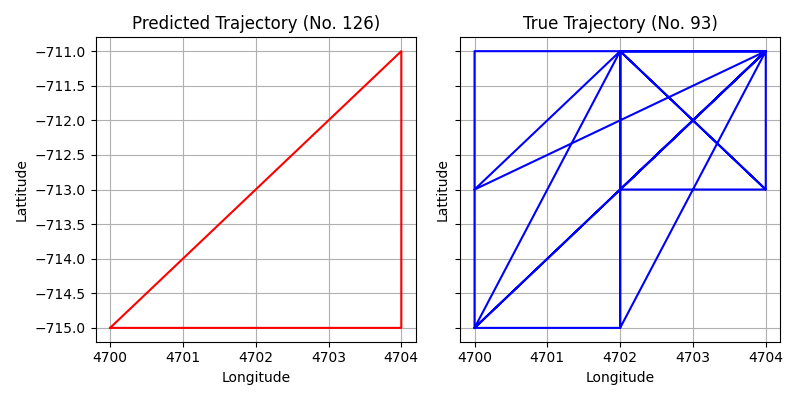 Predicted Trajectory (No. 126)
−711.0
−711.5
−712.0
−712.5
−713.0
−713.5
−714.0
−714.5
−715.0
Lattitude
4700 4701 4702 4703 4704
Longitude
True Trajectory (No. 93)
Lattitude
4700 4701 4702 4703 4704
Longitude